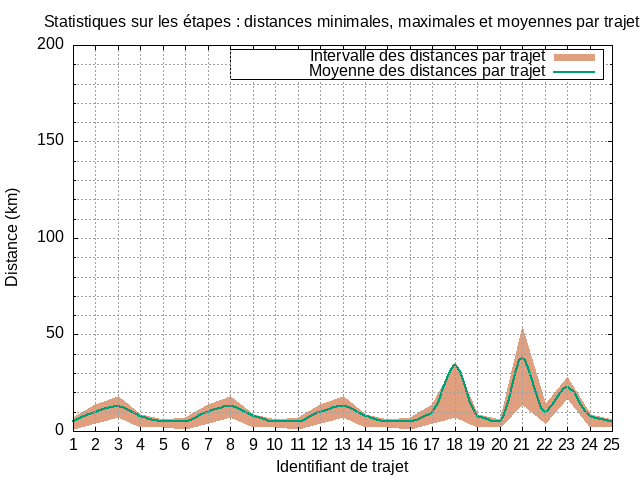 Statistiques sur les étapes : distances minimales, maximales et moyennes par trajet
200
Intervalle des distances par trajet
Moyenne des distances par trajet
150
100
50
0
Distance (km)
1 2 3 4 5 6 7 8 9 10 11 12 13 14 15 16 17 18 19 20 21 22 23 24 25
Identifiant de trajet